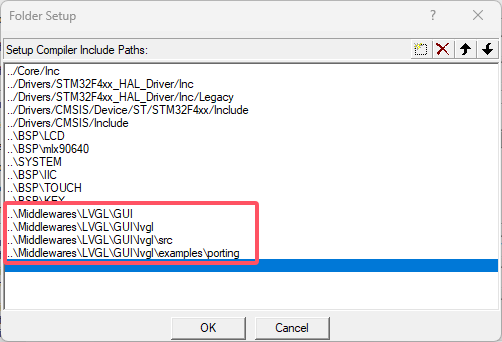 Folder Setup
Setup Compiler Include Paths:
../Core/Inc
../Drivers/STM32F4xx_HAL_Driver/Inc
../Drivers/STM32F4xx_HAL_Driver/Inc/Legacy
../Drivers/CMSIS/Device/ST/STM32F4xx/Include
../Drivers/CMSIS/Include
..\BSP\LCD
..\BSP\mlx90640
..\SYSTEM
..\BSP\IIC
..\BSP\TOUCH
..\BSP\KEY
..\Middlewares\LVGL\GUI
..\Middlewares\LVGL\GUI\lvgl
..\Middlewares\LVGL\GUI\lvgl\src
..\Middlewares\LVGL\GUI\lvgl\examples\porting
OK
Cancel